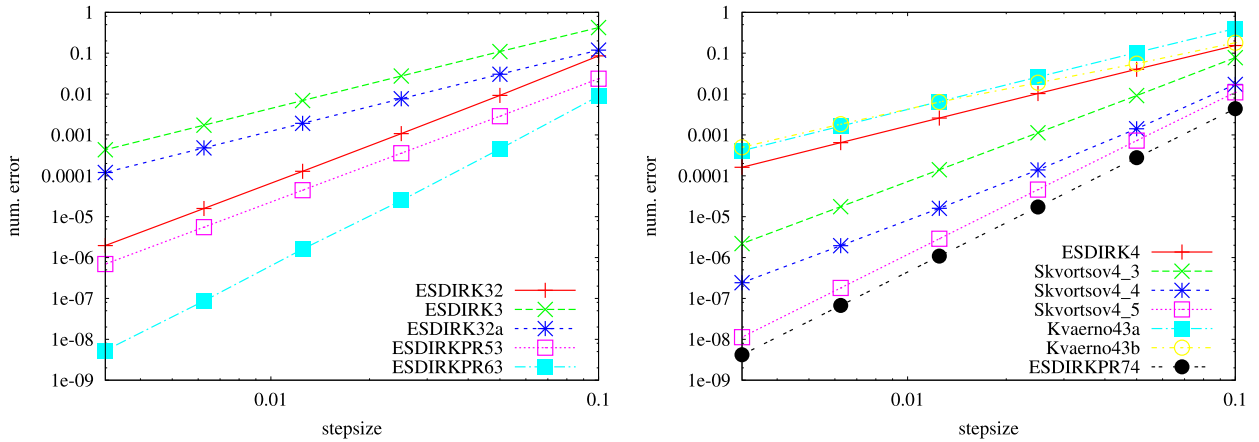 1
0.1
0.01
0.001
0.0001
1e-05
1e-06
1e-07
1e-08
1e-09
num. error
ESDIRK32
ESDIRK3
ESDIRK32a
ESDIRKPR53
ESDIRKPR63
0.01
0.1
stepsize
1
0.1
0.01
0.001
0.0001
1e-05
1e-06
1e-07
1e-08
1e-09
num. error
ESDIRK4
Skvortsov4_3
Skvortsov4_4
Skvortsov4_5
Kvaerno43a
Kvaerno43b
ESDIRKPR74
0.01
0.1
stepsize